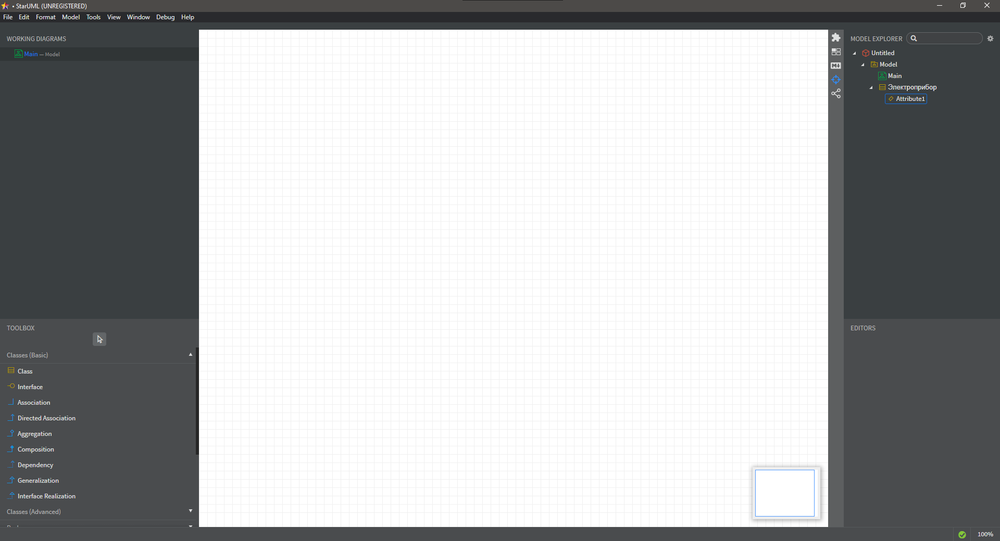 • StarUML (UNREGISTERED)
File Edit Format Model Tools View Window Debug Help
WORKING DIAGRAMS
Main — Model
TOOLBOX
Classes (Basic)
Class
Interface
Association
Directed Association
Aggregation
Composition
Dependency
Generalization
Interface Realization
Classes (Advanced)
M↓
MODEL EXPLORER
Untitled
Model
Main
Электроприбор
Attribute1
EDITORS
100%